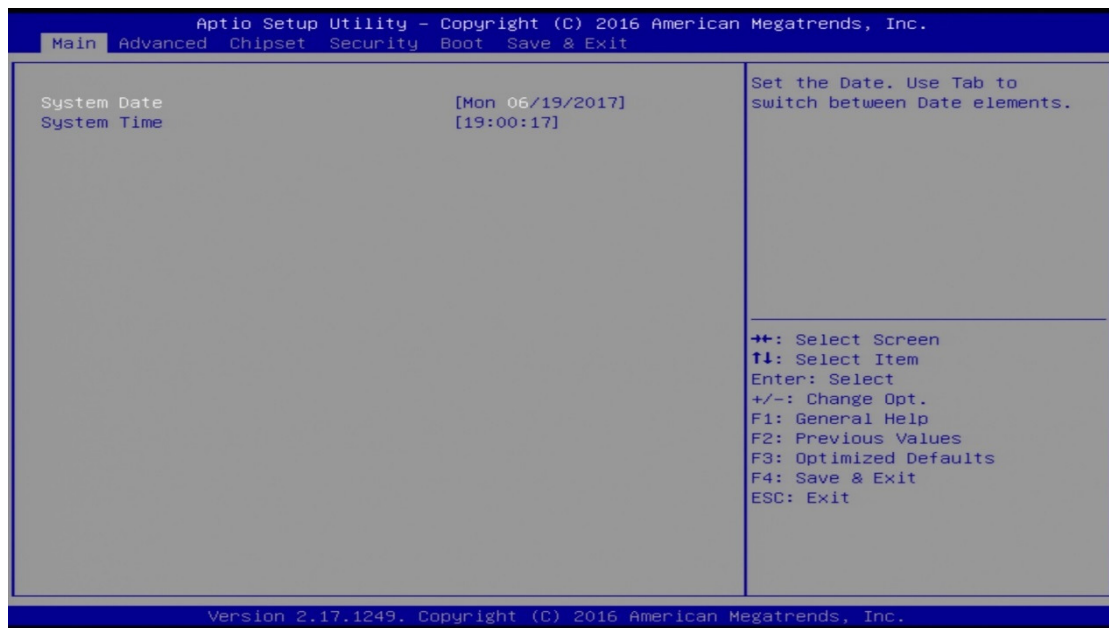 Aptio Setup Utility – Copyright (C) 2016 American Megatrends, Inc.
Main Advanced Chipset Security Boot Save & Exit
System Date [Mon 06/19/2017]
System Time [19:00:17]
Set the Date. Use Tab to
switch between Date elements.
→←: Select Screen
↑↓: Select Item
Enter: Select
+/-: Change Opt.
F1: General Help
F2: Previous Values
F3: Optimized Defaults
F4: Save & Exit
ESC: Exit
Version 2.17.1249. Copyright (C) 2016 American Megatrends, Inc.